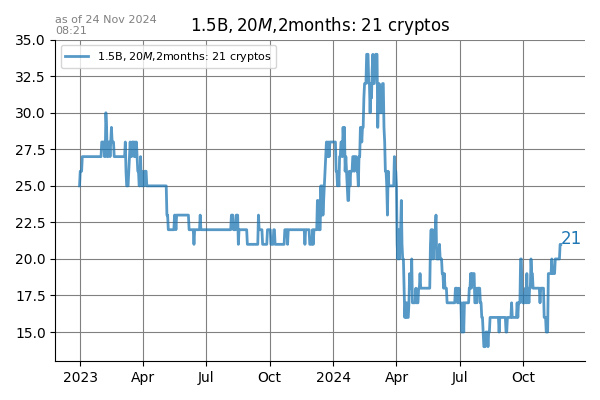 as of 24 Nov 2024
08:21
1.5B, 20M,2months: 21 cryptos
1.5B, 20M,2months: 21 cryptos
35.0
32.5
30.0
27.5
25.0
22.5
20.0
17.5
15.0
21
2023 Apr Jul Oct 2024 Apr Jul Oct